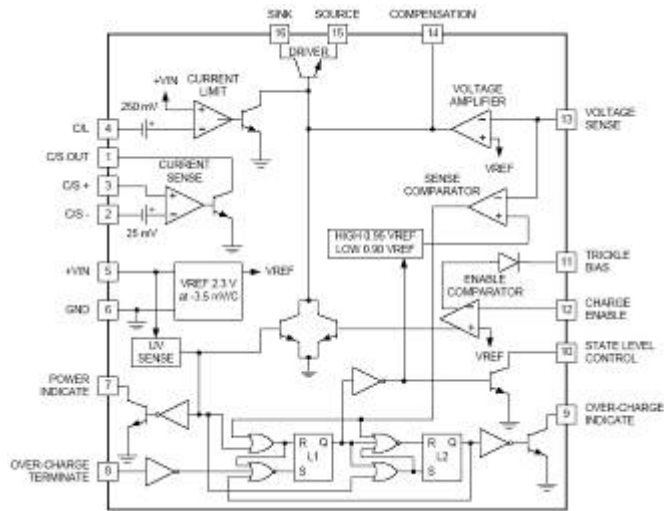 SINK SOURCE COMPENSATION
16 15 14
DRIVER
+VIN CURRENT LIMIT
250 mV
C/L 4
C/S OUT 1
CURRENT SENSE
C/S + 3
C/S - 2
25 mV
VOLTAGE AMPLIFIER
13 VOLTAGE SENSE
VREF
SENSE COMPARATOR
HIGH 0.95 VREF
LOW 0.90 VREF
+VIN 5
VREF 2.3 V
at -3.5 mV/C
VREF
GND 6
UV SENSE
11 TRICKLE BIAS
ENABLE COMPARATOR
12 CHARGE ENABLE
VREF
10 STATE LEVEL CONTROL
POWER INDICATE 7
9 OVER-CHARGE INDICATE
R Q
L1
S
R Q
L2
S
OVER-CHARGE TERMINATE 8